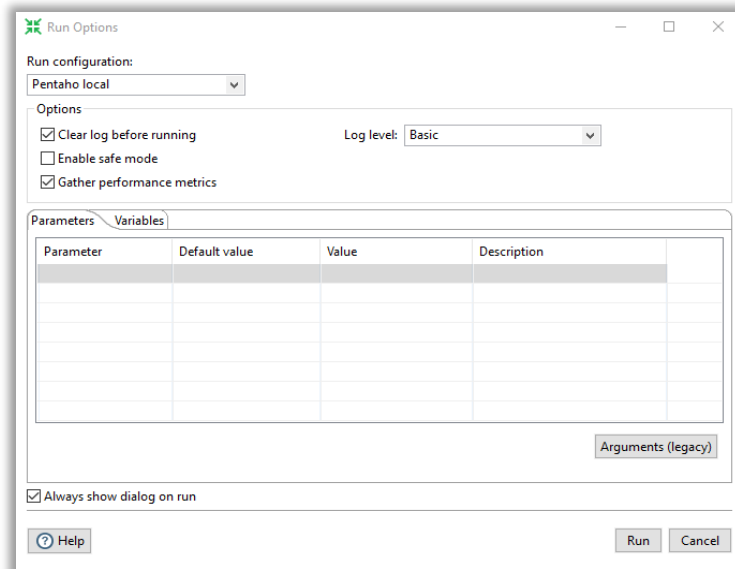 Run Options
Run configuration:
Pentaho local
Options
Clear log before running
Log level: Basic
Enable safe mode
Gather performance metrics
Parameters Variables
Parameter Default value Value Description
Arguments (legacy)
Always show dialog on run
Help Run Cancel